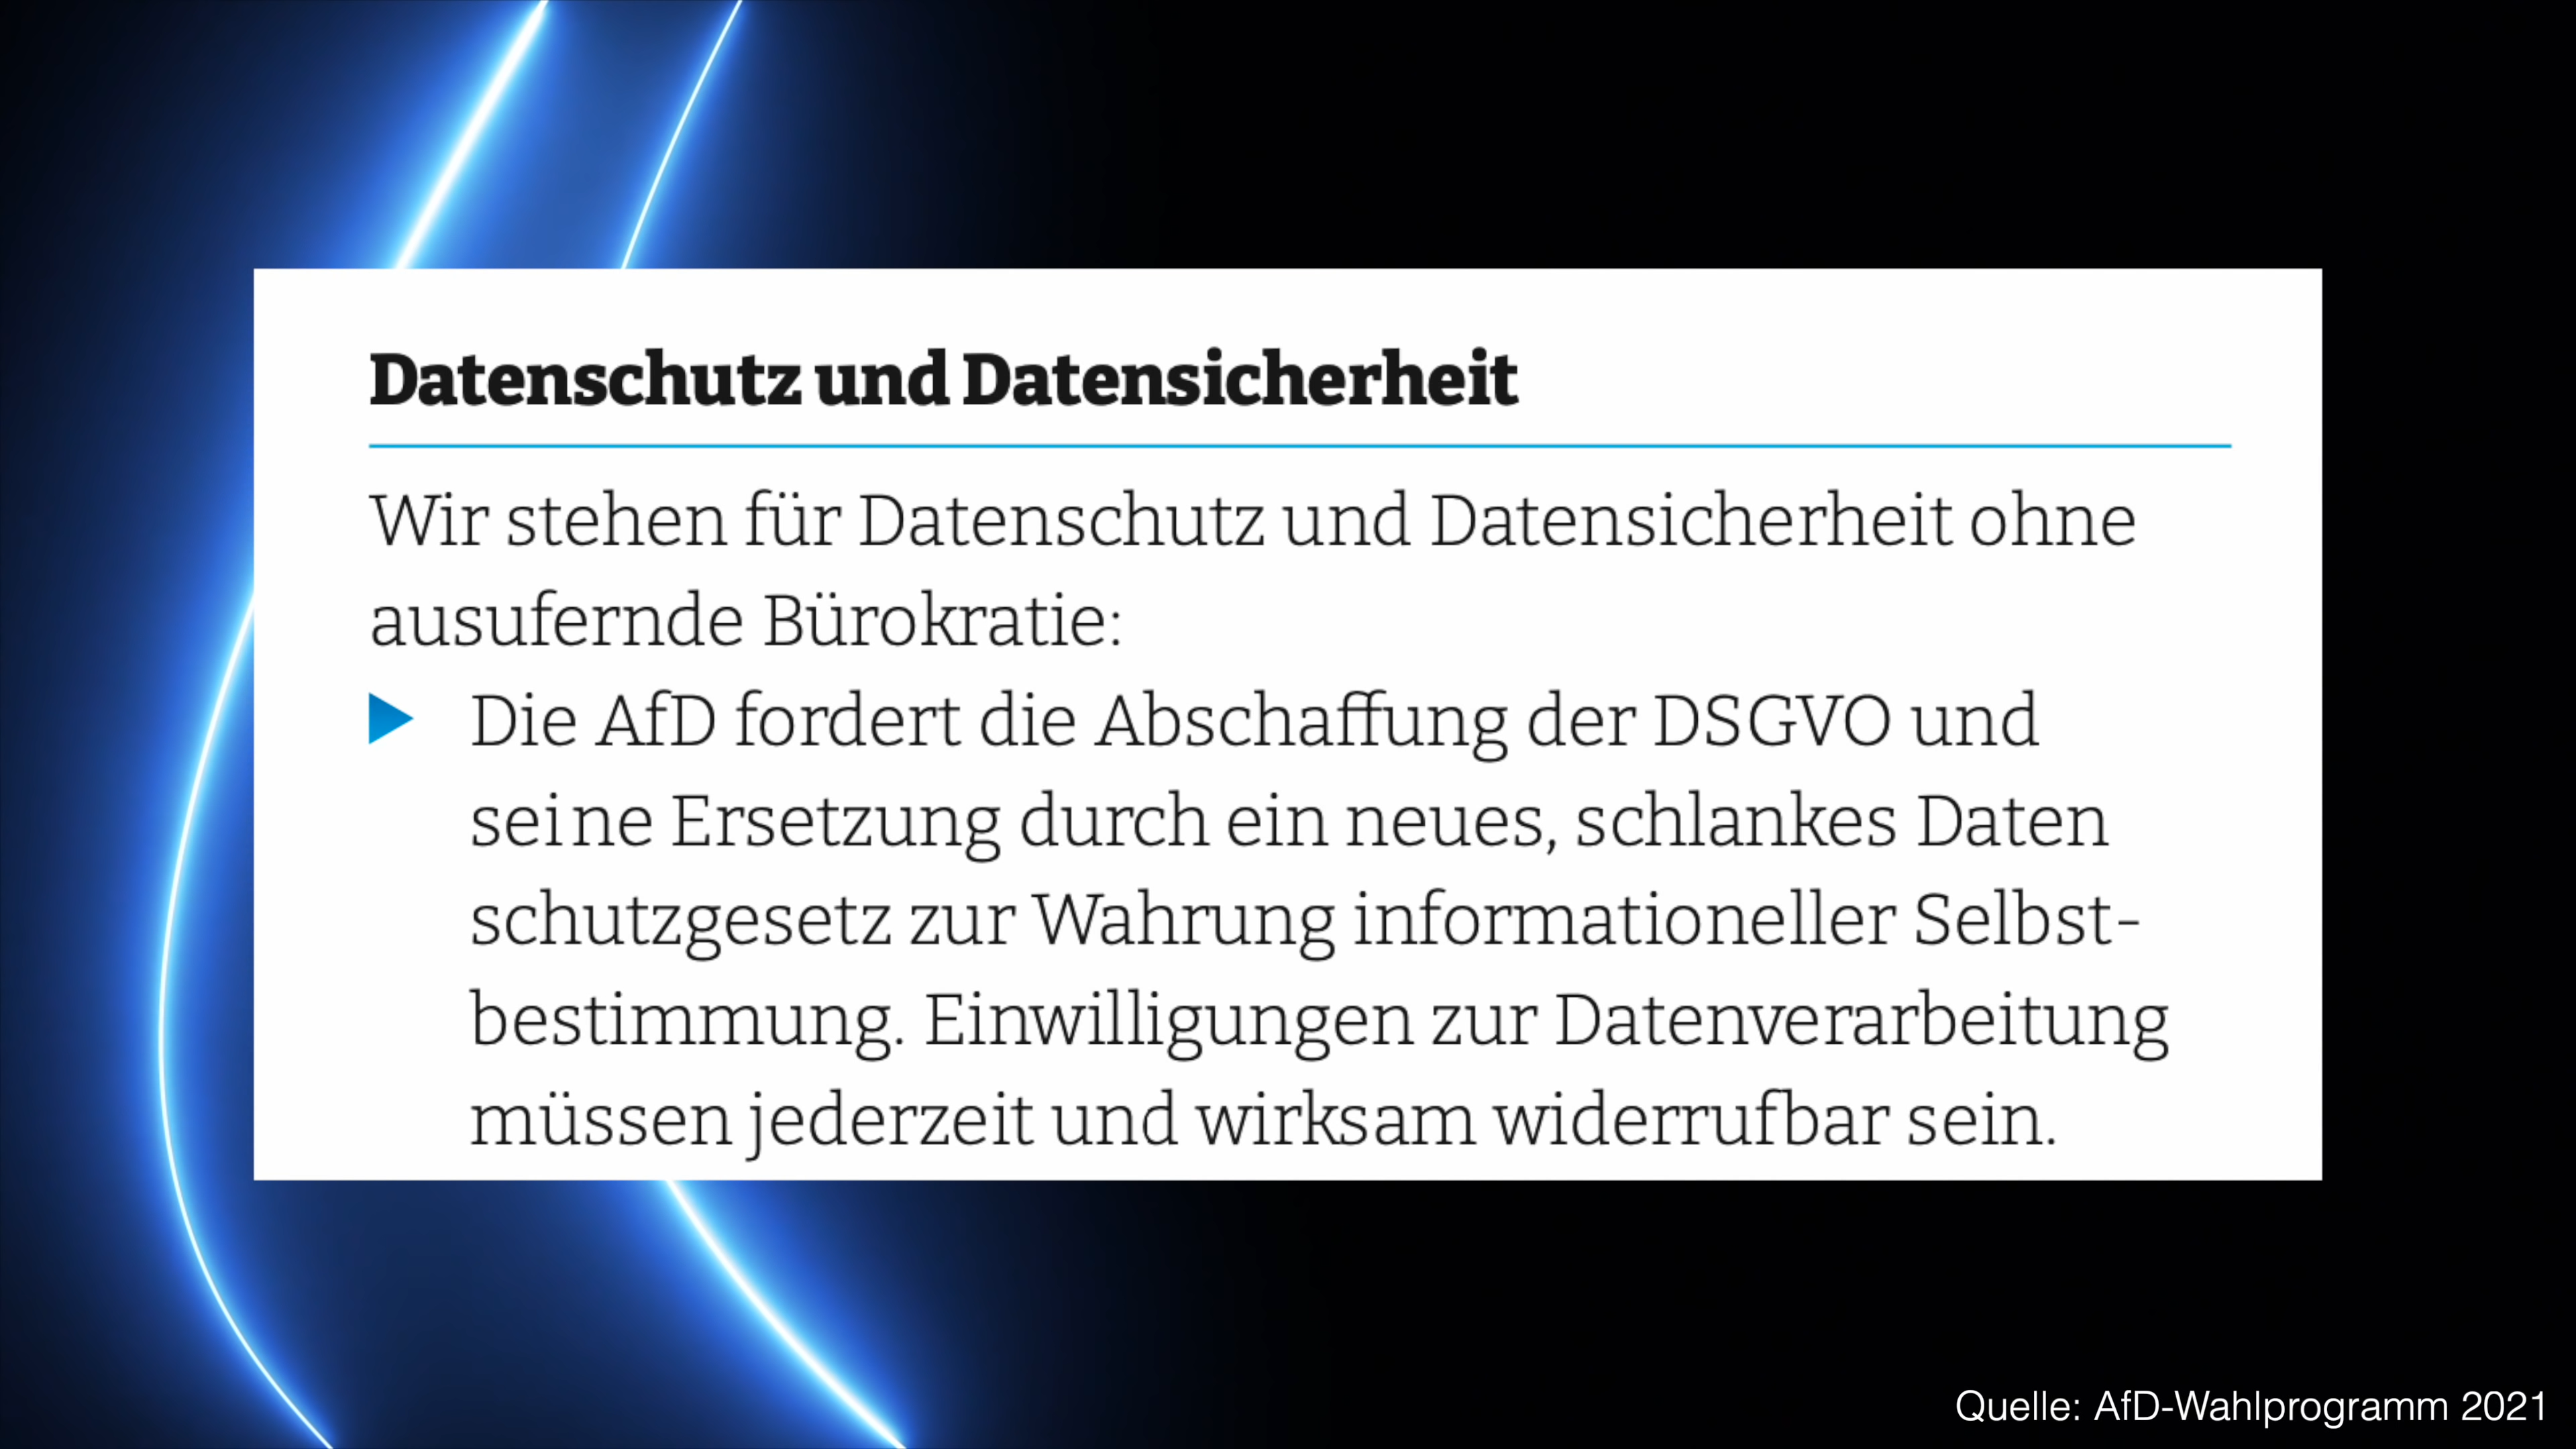 Datenschutz und Datensicherheit
Wir stehen für Datenschutz und Datensicherheit ohne
ausufernde Bürokratie:
Die AfD fordert die Abschaffung der DSGVO und
seine Ersetzung durch ein neues, schlankes Daten
schutzgesetz zur Wahrung informationeller Selbst-
bestimmung. Einwilligungen zur Datenverarbeitung
müssen jederzeit und wirksam widerrufbar sein.
Quelle: AfD-Wahlprogramm 2021